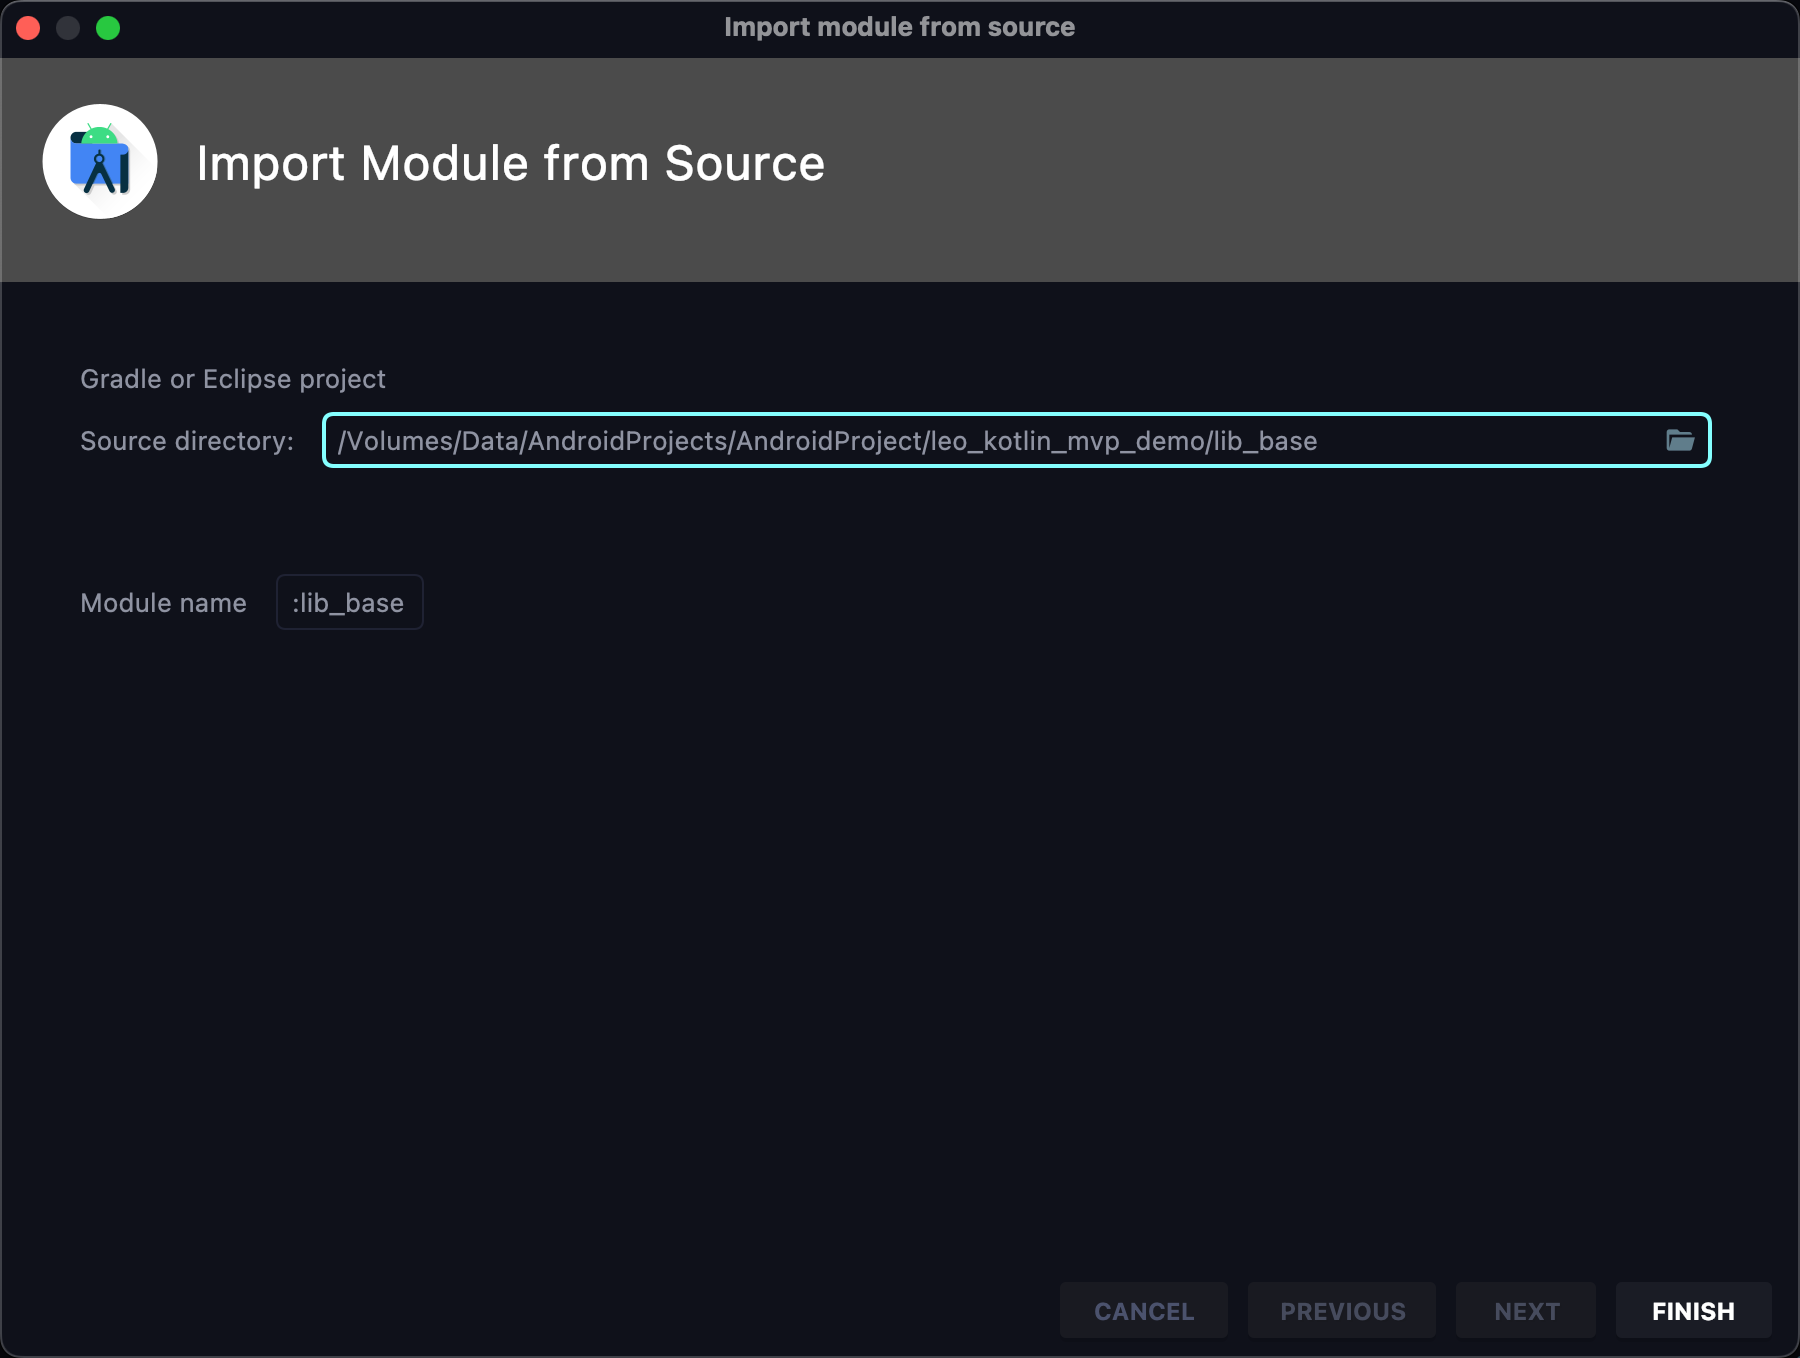 Import module from source
Import Module from Source
Gradle or Eclipse project
Source directory: /Volumes/Data/AndroidProjects/AndroidProject/leo_kotlin_mvp_demo/lib_base
Module name :lib_base
CANCEL PREVIOUS NEXT FINISH